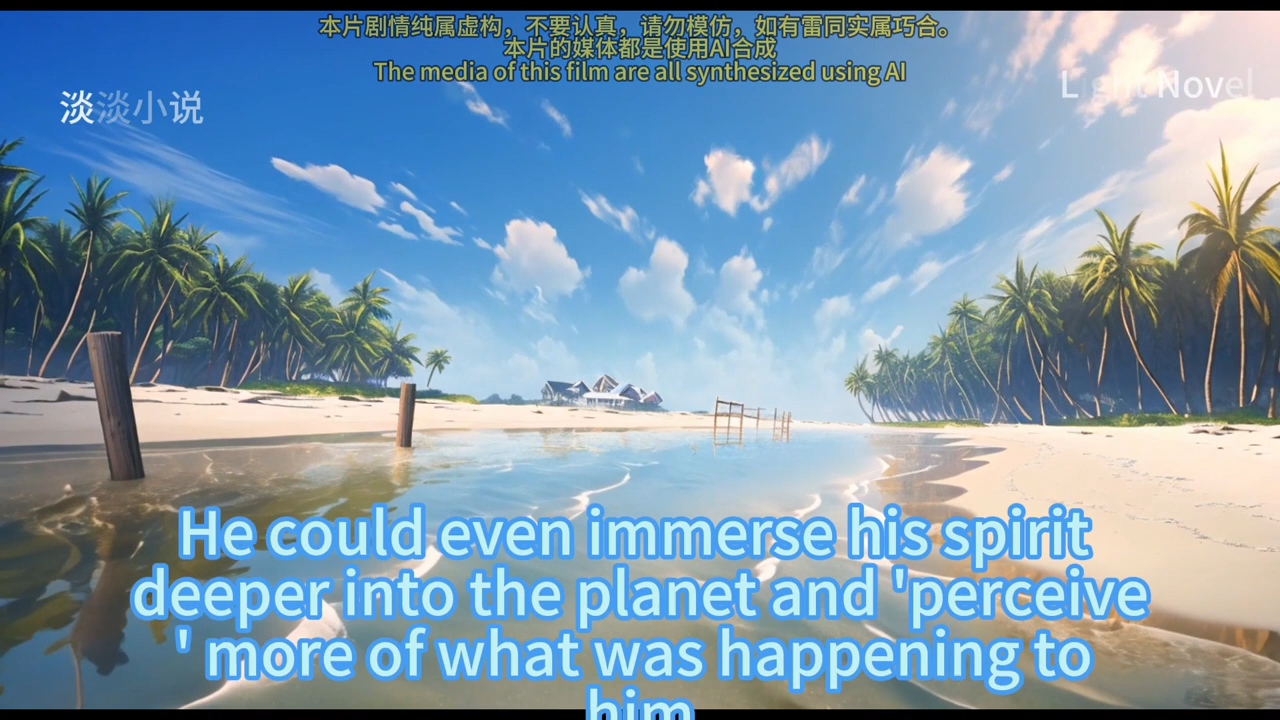 本片剧情纯属虚构，不要认真，请勿模仿，如有雷同实属巧合。
本片的媒体都是使用AI合成
The media of this film are all synthesized using AI
淡淡小说
Light Novel
He could even immerse his spirit
deeper into the planet and 'perceive
' more of what was happening to
him